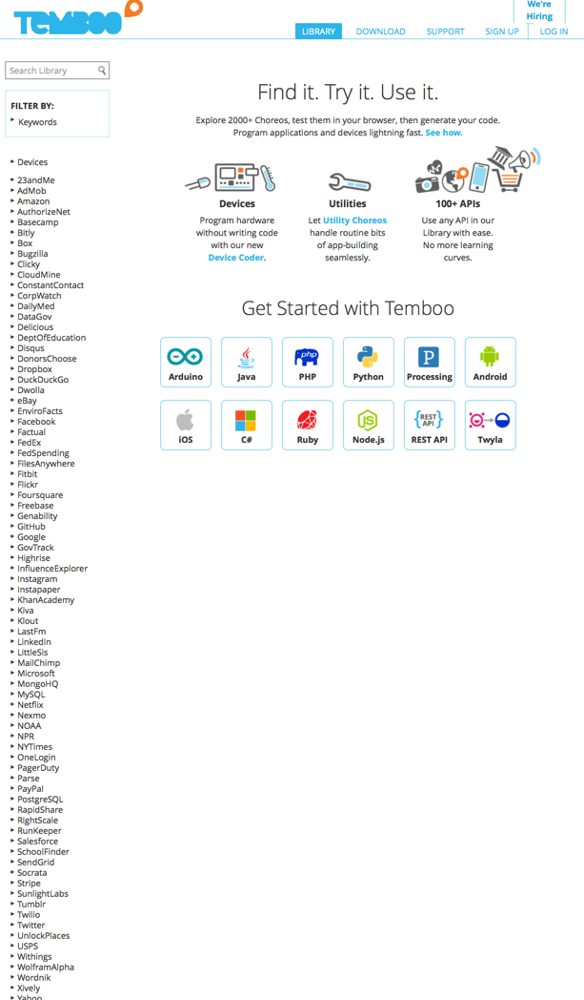 TEMBOO
We're
Hiring
LIBRARY
DOWNLOAD
SUPPORT
SIGN UP
LOG IN
Search Library
FILTER BY:
Keywords
Devices
23andMe
AdMob
Amazon
AuthorizeNet
Basecamp
Bitly
Box
Bugzilla
Clicky
CloudMine
ConstantContact
CorpWatch
DailyMed
DataGov
Delicious
DeptOfEducation
Disqus
DonorsChoose
Dropbox
DuckDuckGo
Dwolla
eBay
EnviroFacts
Facebook
Factual
FedEx
FedSpending
FilesAnywhere
Fitbit
Flickr
Foursquare
Freebase
Genability
GitHub
Google
GovTrack
Highrise
InfluenceExplorer
Instagram
Instapaper
KhanAcademy
Kiva
Klout
LastFm
LinkedIn
LittleSis
MailChimp
Microsoft
MongoHQ
MySQL
Netflix
Nexmo
NOAA
NPR
NYTimes
OneLogin
PagerDuty
Parse
PayPal
PostgreSQL
RapidShare
RightScale
RunKeeper
Salesforce
SchoolFinder
SendGrid
Socrata
Stripe
SunlightLabs
Tumblr
Twilio
Twitter
UnlockPlaces
USPS
Withings
WolframAlpha
Wordnik
Xively
Yahoo
Find it. Try it. Use it.
Explore 2000+ Choreos, test them in your browser, then generate your code.
Program applications and devices lightning fast. See how.
Devices
Program hardware
without writing code
with our new
Device Coder.
Utilities
Let Utility Choreos
handle routine bits
of app-building
seamlessly.
NY
100+ APIs
Use any API in our
Library with ease.
No more learning
curves.
Get Started with Temboo
Arduino
Java
php
PHP
Python
P
Processing
Android
iOS
C#
Ruby
JS
Node.js
{REST
API}
REST API
Twyla